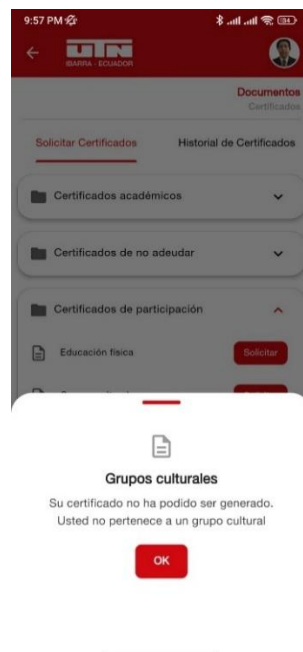 9:57 PM
UTN
IBARRA - ECUADOR
Documentos
Certificados
Solicitar Certificados
Historial de Certificados
Certificados académicos
Certificados de no adeudar
Certificados de participación
Educación física
Solicitar
Grupos culturales
Su certificado no ha podido ser generado.
Usted no pertenece a un grupo cultural
OK